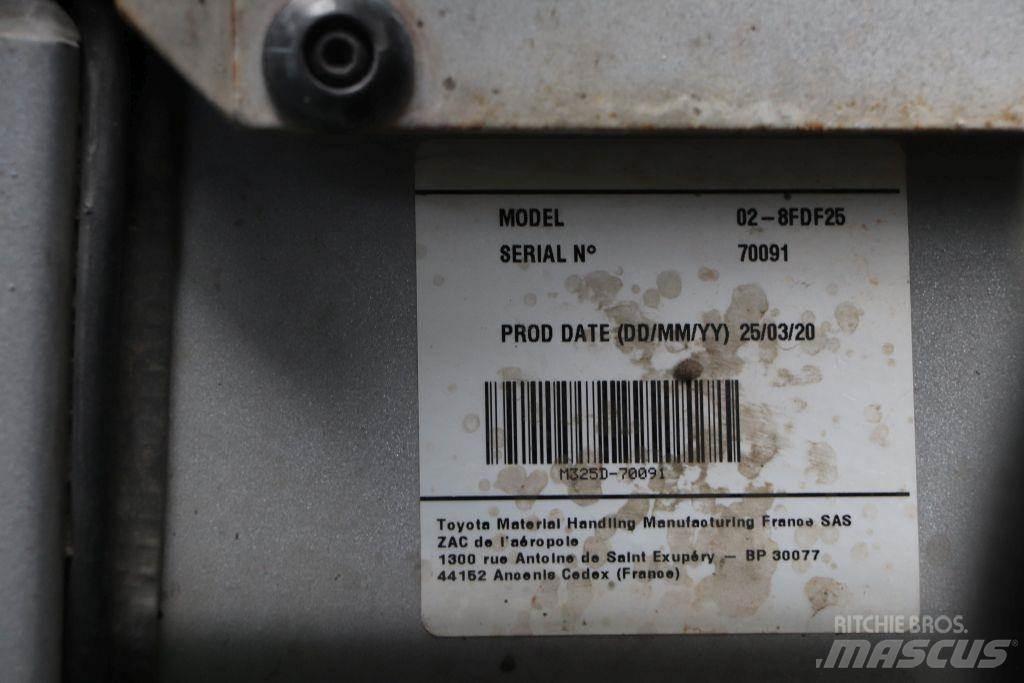 MODEL 02-8FDF25
SERIAL N° 70091
PROD DATE (DD/MM/YY) 25/03/20
M325D-70091
Toyota Material Handling Manufacturing France SAS
ZAC de l'aéropole
1300 rue Antoine de Saint Exupéry – BP 30077
44152 Ancenis Cedex (France)
RITCHIE BROS.
MASCUS